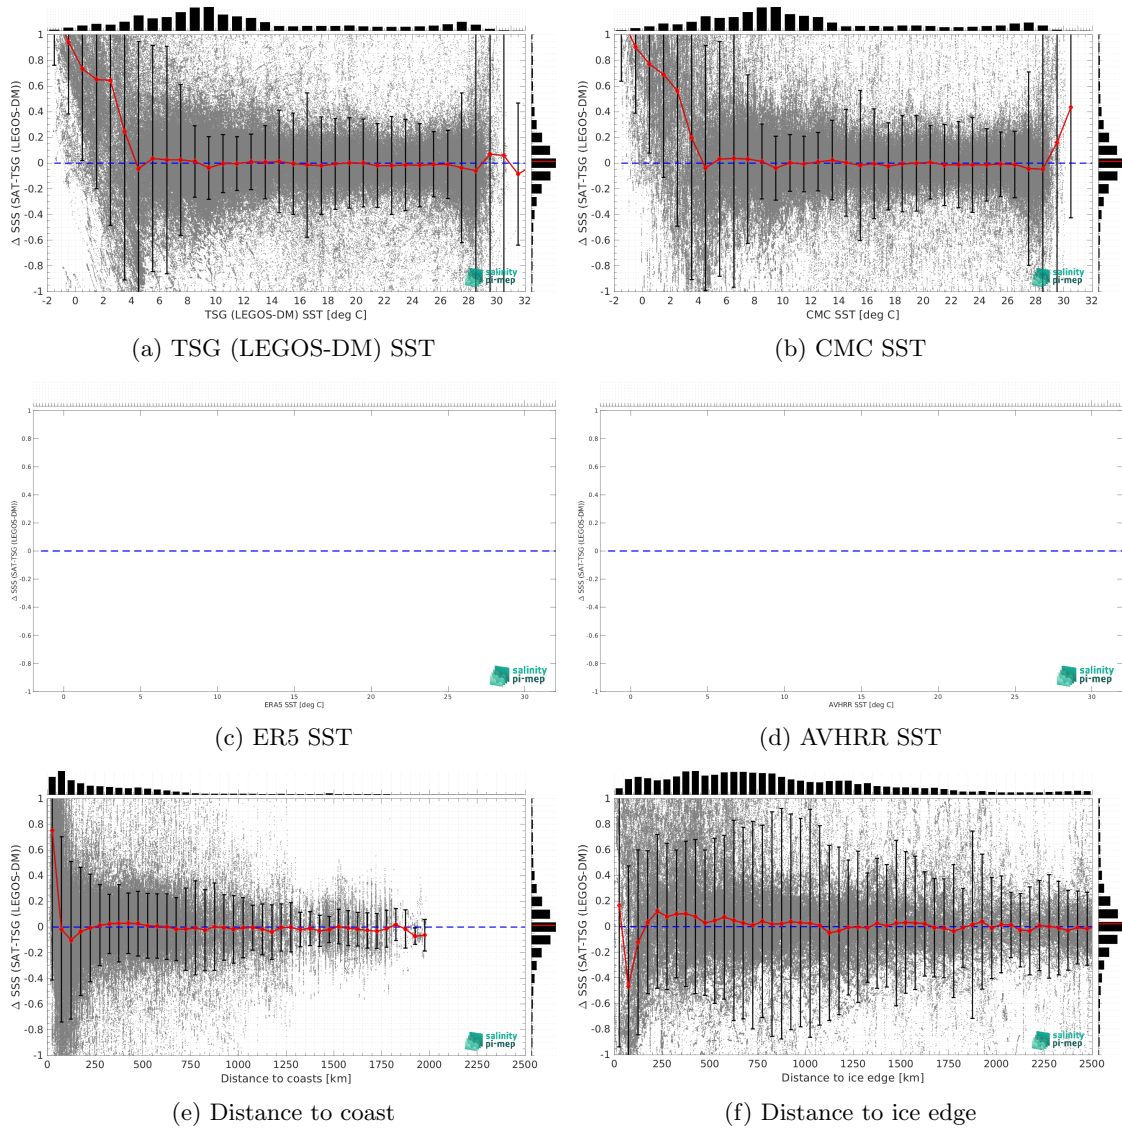 1
0.8
0.6
0.4
0.2
0
-0.2
-0.4
-0.6
-0.8
-1
Δ SSS (SAT-TSG (LEGOS-DM))
-2 0 2 4 6 8 10 12 14 16 18 20 22 24 26 28 30 32
TSG (LEGOS-DM) SST [deg C]
salinity
pi-mep
(a) TSG (LEGOS-DM) SST
1
0.8
0.6
0.4
0.2
0
-0.2
-0.4
-0.6
-0.8
-1
Δ SSS (SAT-TSG (LEGOS-DM))
-2 0 2 4 6 8 10 12 14 16 18 20 22 24 26 28 30 32
CMC SST [deg C]
salinity
pi-mep
(b) CMC SST
1
0.8
0.6
0.4
0.2
0
-0.2
-0.4
-0.6
-0.8
-1
Δ SSS (SAT-TSG (LEGOS-DM))
0 5 10 15 20 25 30
ERA5 SST [deg C]
salinity
pi-mep
(c) ER5 SST
1
0.8
0.6
0.4
0.2
0
-0.2
-0.4
-0.6
-0.8
-1
Δ SSS (SAT-TSG (LEGOS-DM))
0 5 10 15 20 25 30
AVHRR SST [deg C]
salinity
pi-mep
(d) AVHRR SST
1
0.8
0.6
0.4
0.2
0
-0.2
-0.4
-0.6
-0.8
-1
Δ SSS (SAT-TSG (LEGOS-DM))
0 250 500 750 1000 1250 1500 1750 2000 2250 2500
Distance to coasts [km]
salinity
pi-mep
(e) Distance to coast
1
0.8
0.6
0.4
0.2
0
-0.2
-0.4
-0.6
-0.8
-1
Δ SSS (SAT-TSG (LEGOS-DM))
0 250 500 750 1000 1250 1500 1750 2000 2250 2500
Distance to ice edge [km]
salinity
pi-mep
(f) Distance to ice edge